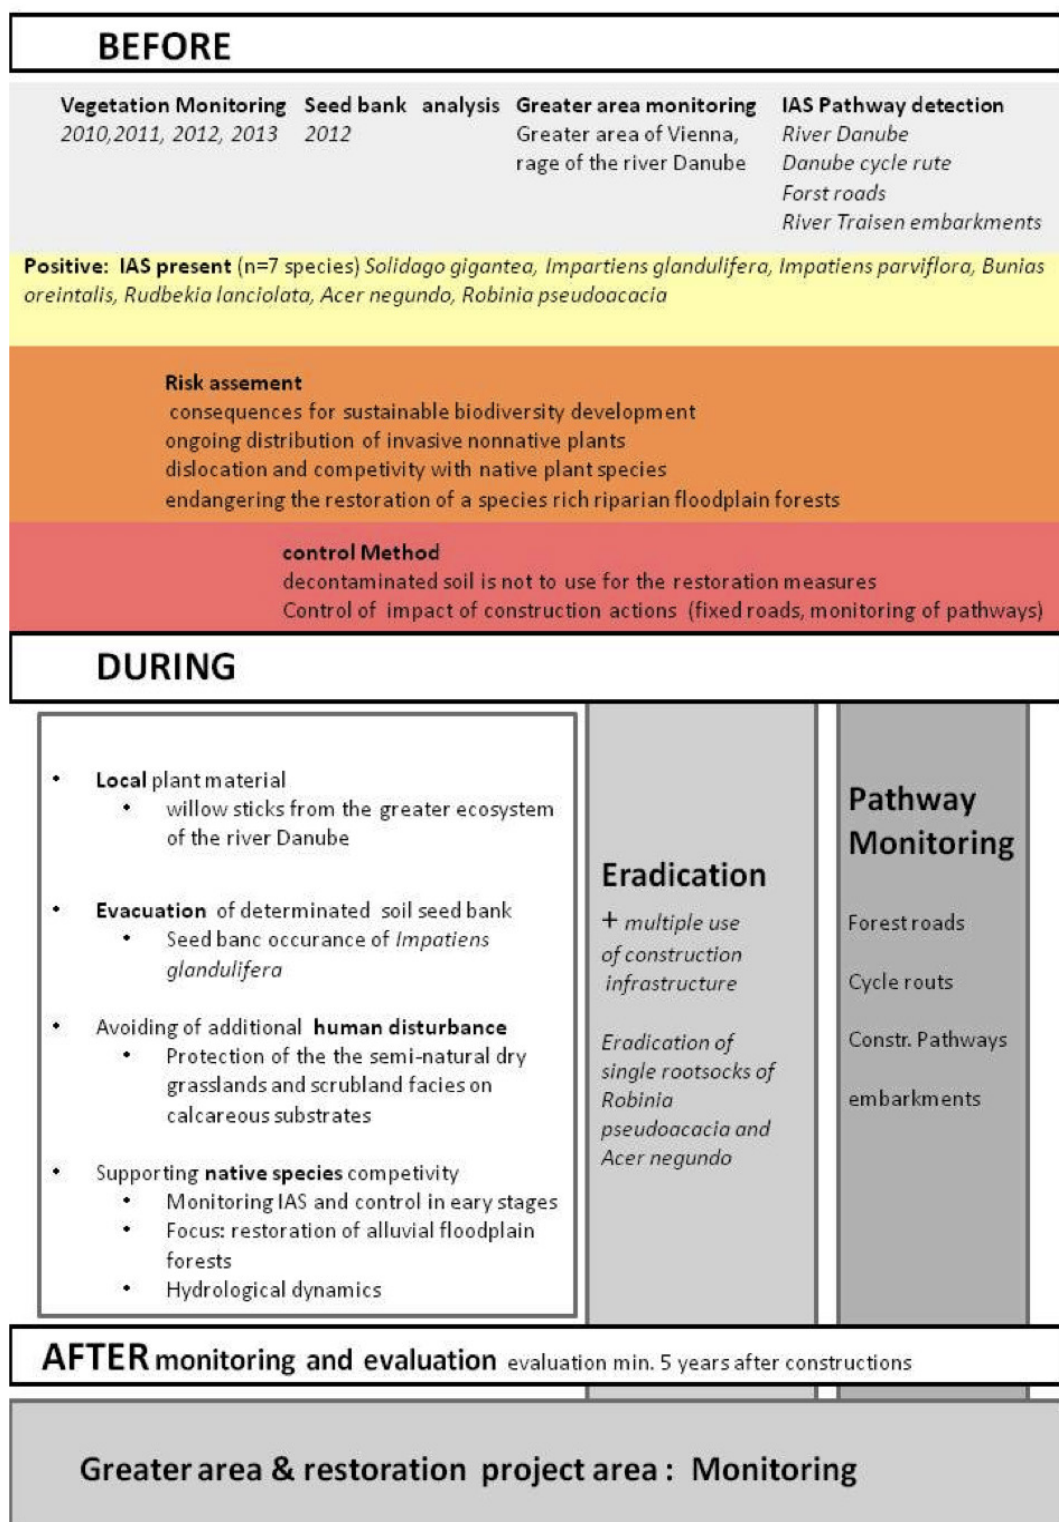 BEFORE
Vegetation Monitoring
2010,2011, 2012, 2013
Seed bank analysis
2012
Greater area monitoring
Greater area of Vienna,
rage of the river Danube
IAS Pathway detection
River Danube
Danube cycle rute
Forst roads
River Traisen embarkments
Positive: IAS present (n=7 species) Solidago gigantea, Impartiens glandulifera, Impatiens parviflora, Bunias
oreintalis, Rudbekia lanciolata, Acer negundo, Robinia pseudoacacia
Risk assement
consequences for sustainable biodiversity development
ongoing distribution of invasive nonnative plants
dislocation and competivity with native plant species
endangering the restoration of a species rich riparian floodplain forests
control Method
decontaminated soil is not to use for the restoration measures
Control of impact of construction actions (fixed roads, monitoring of pathways)
DURING
• Local plant material
• willow sticks from the greater ecosystem
of the river Danube
• Evacuation of determinated soil seed bank
• Seed banc occurance of Impatiens
glandulifera
• Avoiding of additional human disturbance
• Protection of the the semi-natural dry
grasslands and scrubland facies on
calcareous substrates
• Supporting native species competivity
• Monitoring IAS and control in eary stages
• Focus: restoration of alluvial floodplain
forests
• Hydrological dynamics
Eradication
+ multiple use
of construction
infrastructure
Eradication of
single rootsocks of
Robinia
pseudoacacia and
Acer negundo
Pathway
Monitoring
Forest roads
Cycle routs
Constr. Pathways
embarkments
AFTER monitoring and evaluation evaluation min. 5 years after constructions
Greater area & restoration project area : Monitoring